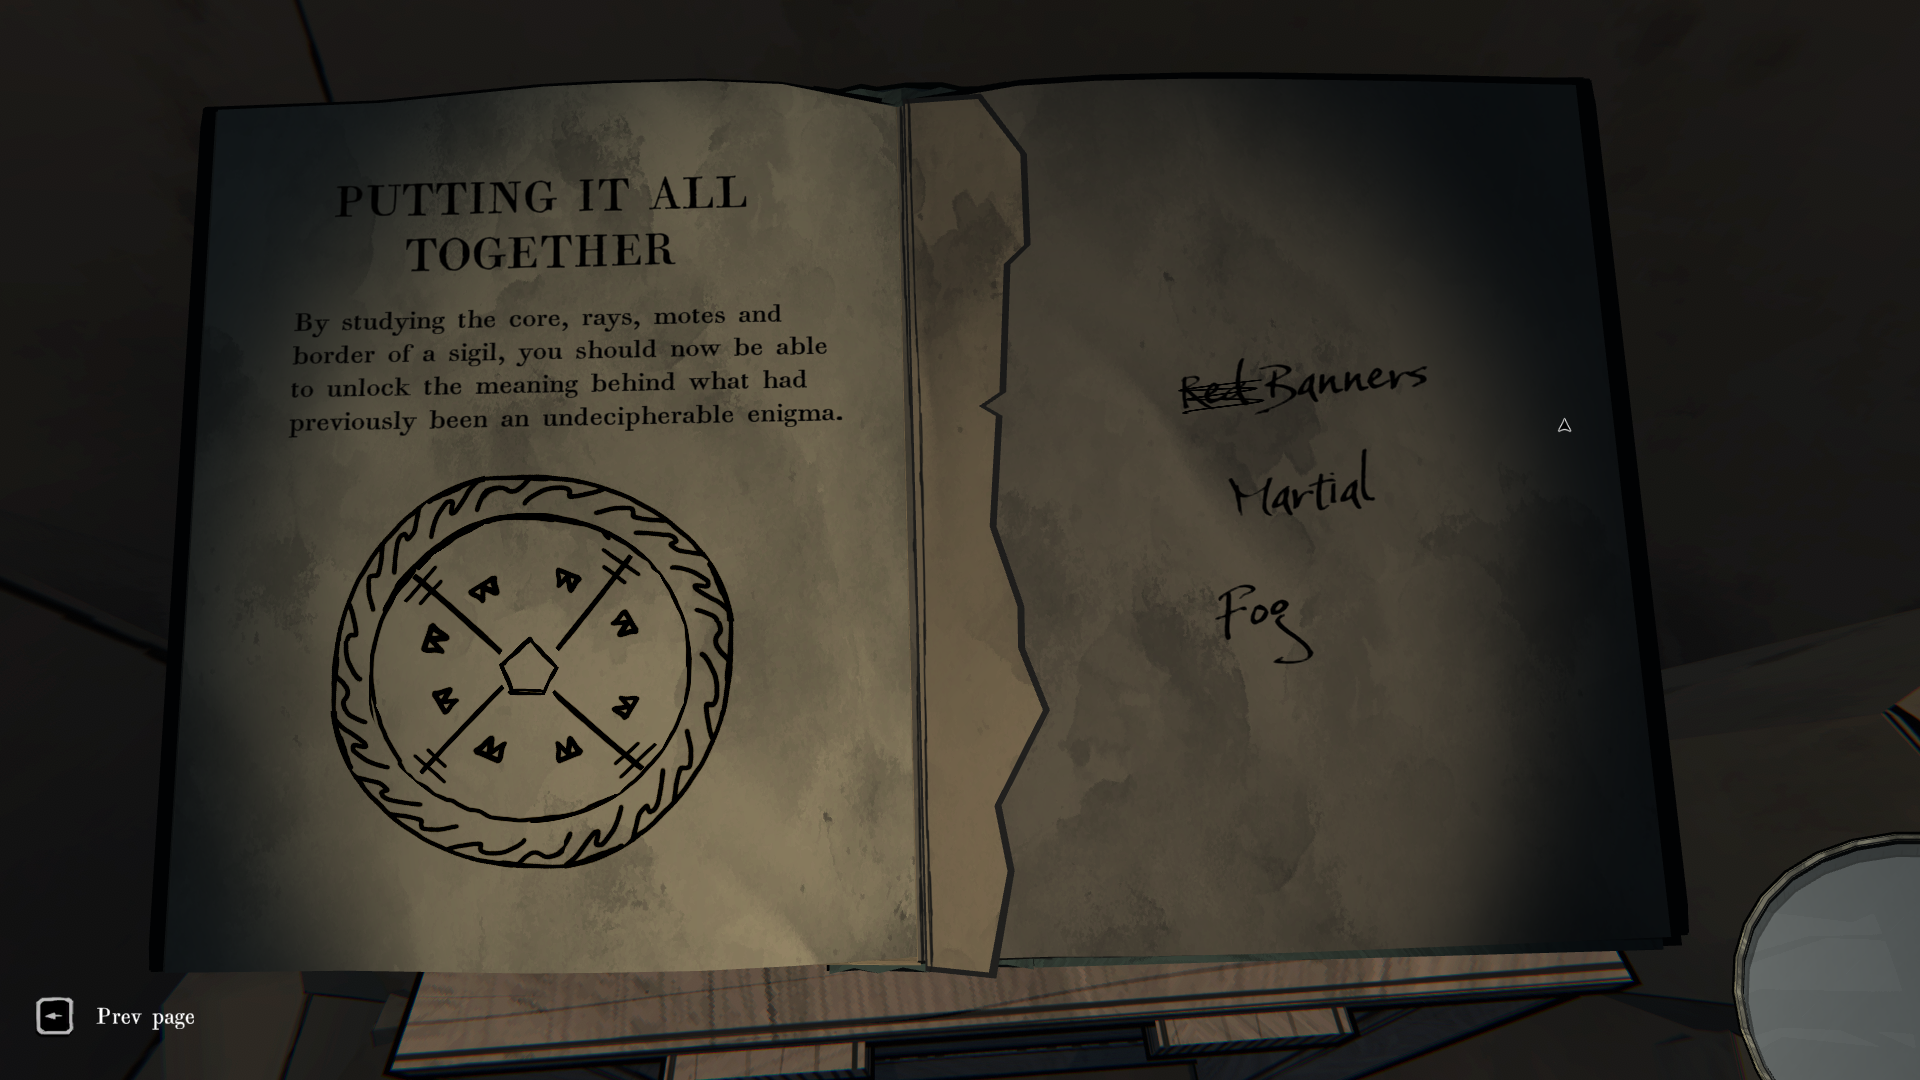 PUTTING IT ALL
TOGETHER
By studying the core, rays, motes and
border of a sigil, you should now be able
to unlock the meaning behind what had
previously been an undecipherable enigma.
Red Banners
Martial
Fog
Prev page